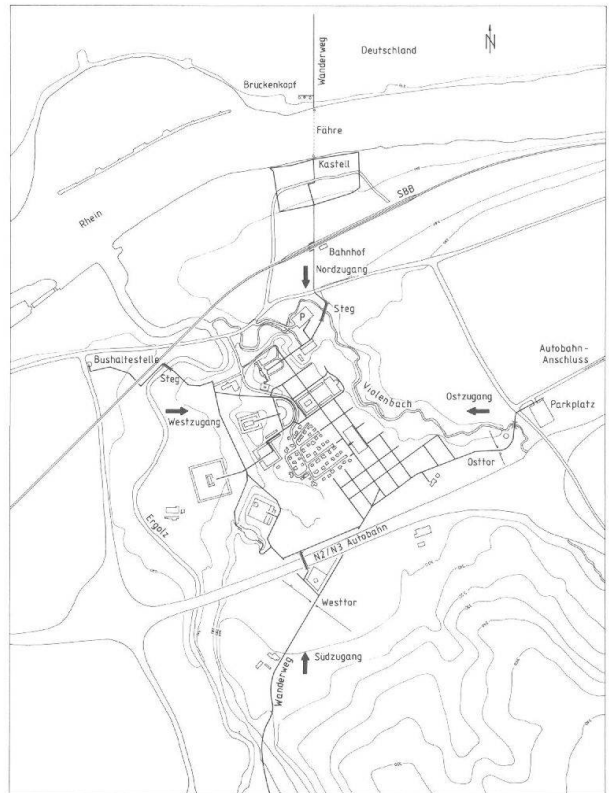 Deutschland
N
Wanderweg
Brückenkopf
Fähre
Kastell
SBB
Rhein
Bahnhof
Nordzugang
Steg
P
Autobahn-
Anschluss
Bushaltestelle
Steg
Violenbach
Ostzugang
Parkplatz
Westzugang
Osttor
Ergolz
Th
N2/N3 Autobahn
Westtor
Südzugang
Wanderweg